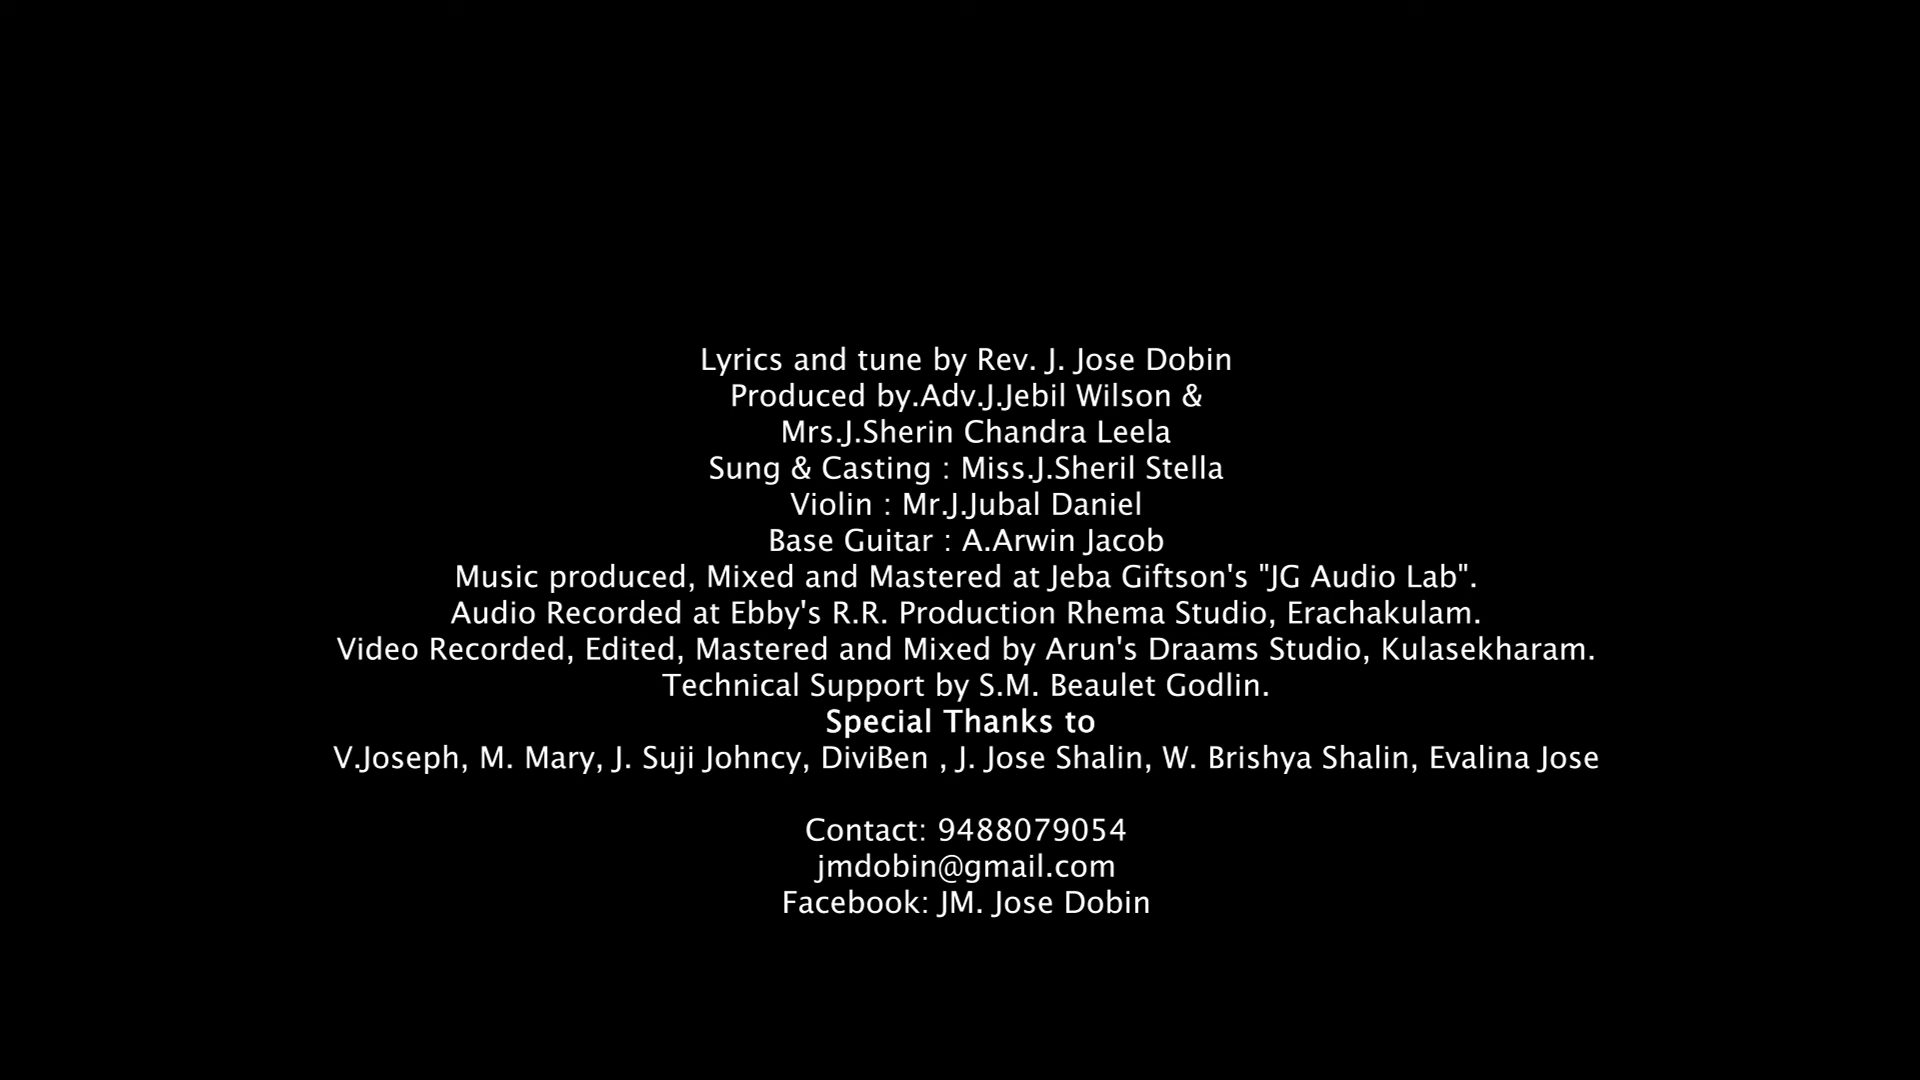 Lyrics and tune by Rev. J. Jose Dobin
Produced by.Adv.J.Jebil Wilson &
Mrs.J.Sherin Chandra Leela
Sung & Casting : Miss.J.Sheril Stella
Violin : Mr.J.Jubal Daniel
Base Guitar : A.Arwin Jacob
Music produced, Mixed and Mastered at Jeba Giftson's "JG Audio Lab".
Audio Recorded at Ebby's R.R. Production Rhema Studio, Erachakulam.
Video Recorded, Edited, Mastered and Mixed by Arun's Draams Studio, Kulasekharam.
Technical Support by S.M. Beaulet Godlin.
Special Thanks to
V.Joseph, M. Mary, J. Suji Johncy, DiviBen , J. Jose Shalin, W. Brishya Shalin, Evalina Jose
Contact: 9488079054
jmdobin@gmail.com
Facebook: JM. Jose Dobin